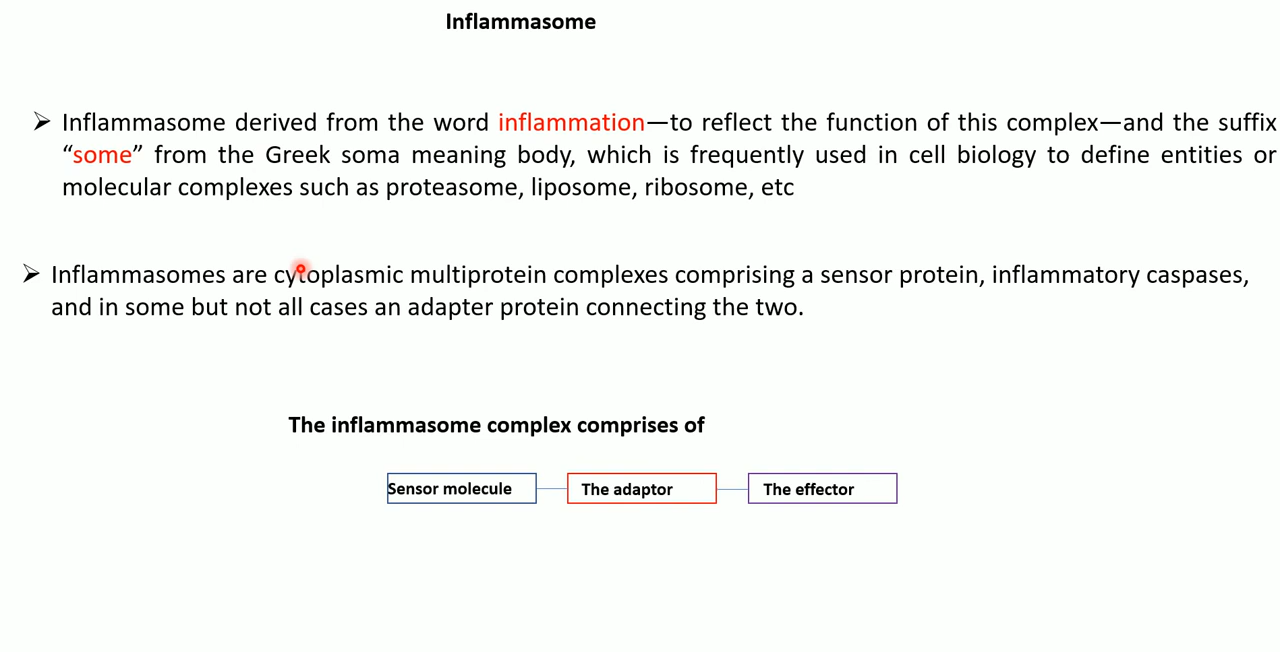 Inflammasome
➢ Inflammasome derived from the word inflammation—to reflect the function of this complex—and the suffix
“some” from the Greek soma meaning body, which is frequently used in cell biology to define entities or
molecular complexes such as proteasome, liposome, ribosome, etc
➢ Inflammasomes are cytoplasmic multiprotein complexes comprising a sensor protein, inflammatory caspases,
and in some but not all cases an adapter protein connecting the two.
The inflammasome complex comprises of
Sensor molecule The adaptor The effector